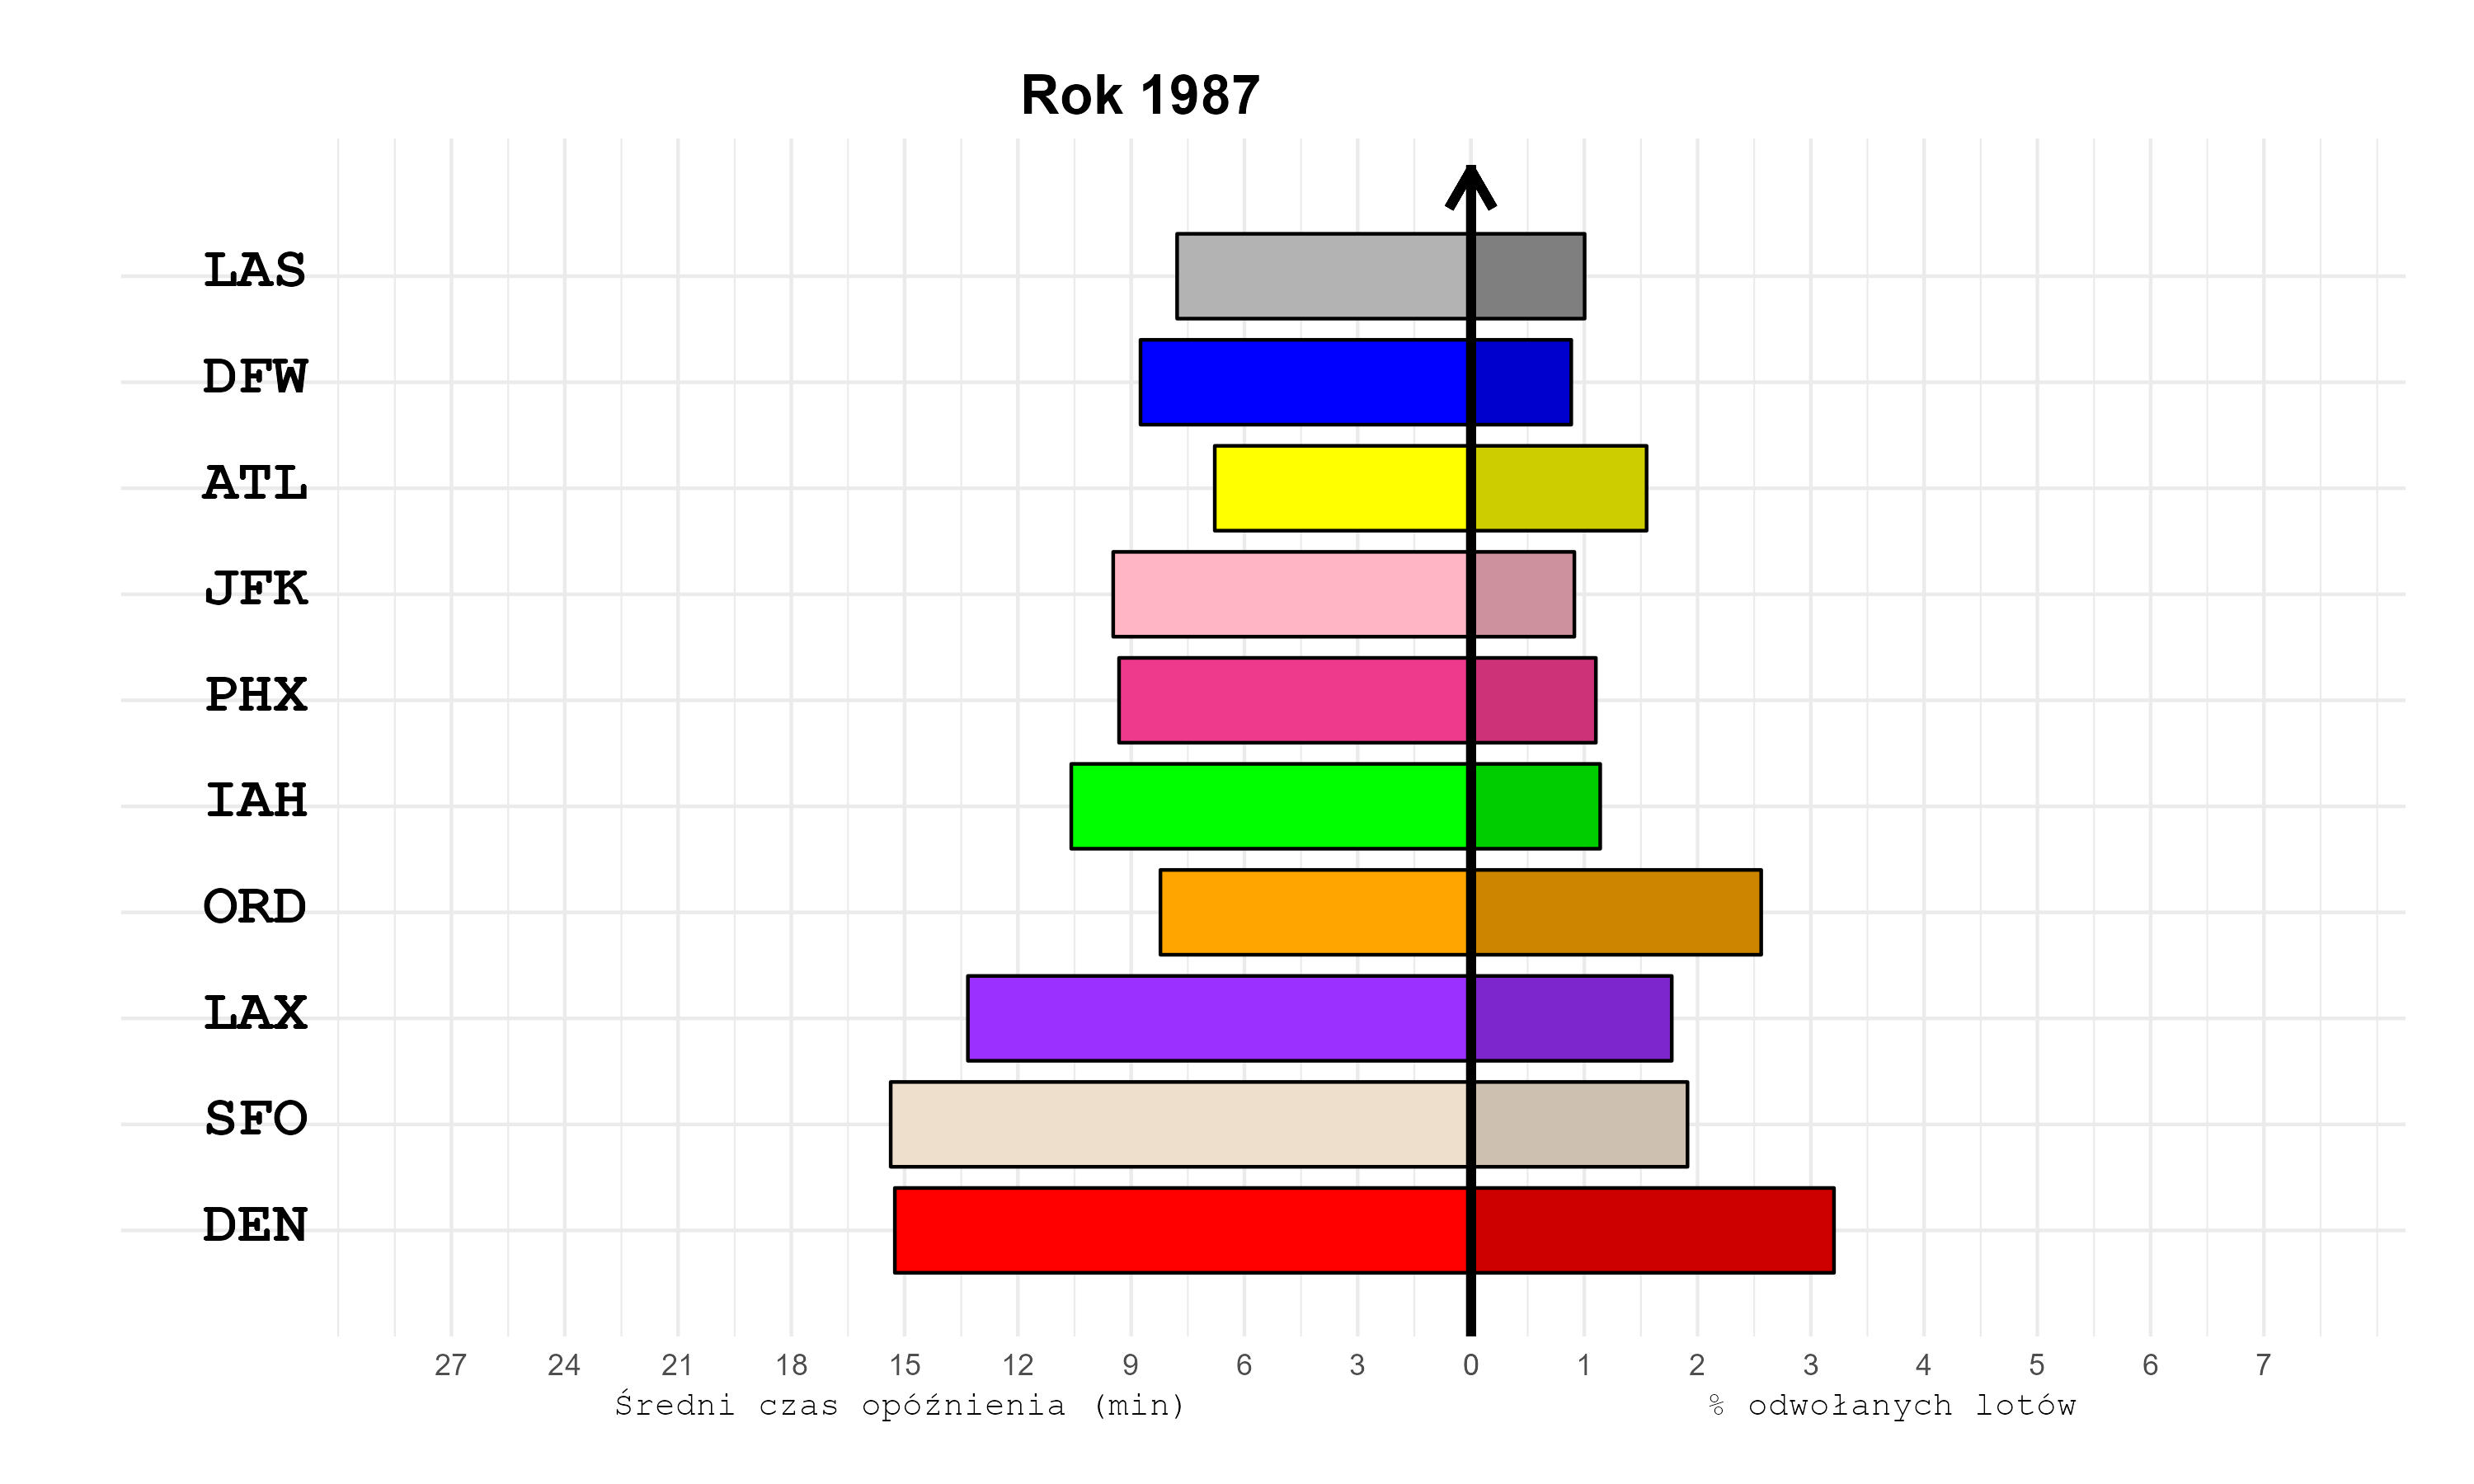 Rok 1987
LAS
DFW
ATL
JFK
PHX
IAH
ORD
LAX
SFO
DEN
27 24 21 18 15 12 9 6 3 0 1 2 3 4 5 6 7
Średni czas opóźnienia (min) % odwołanych lotów